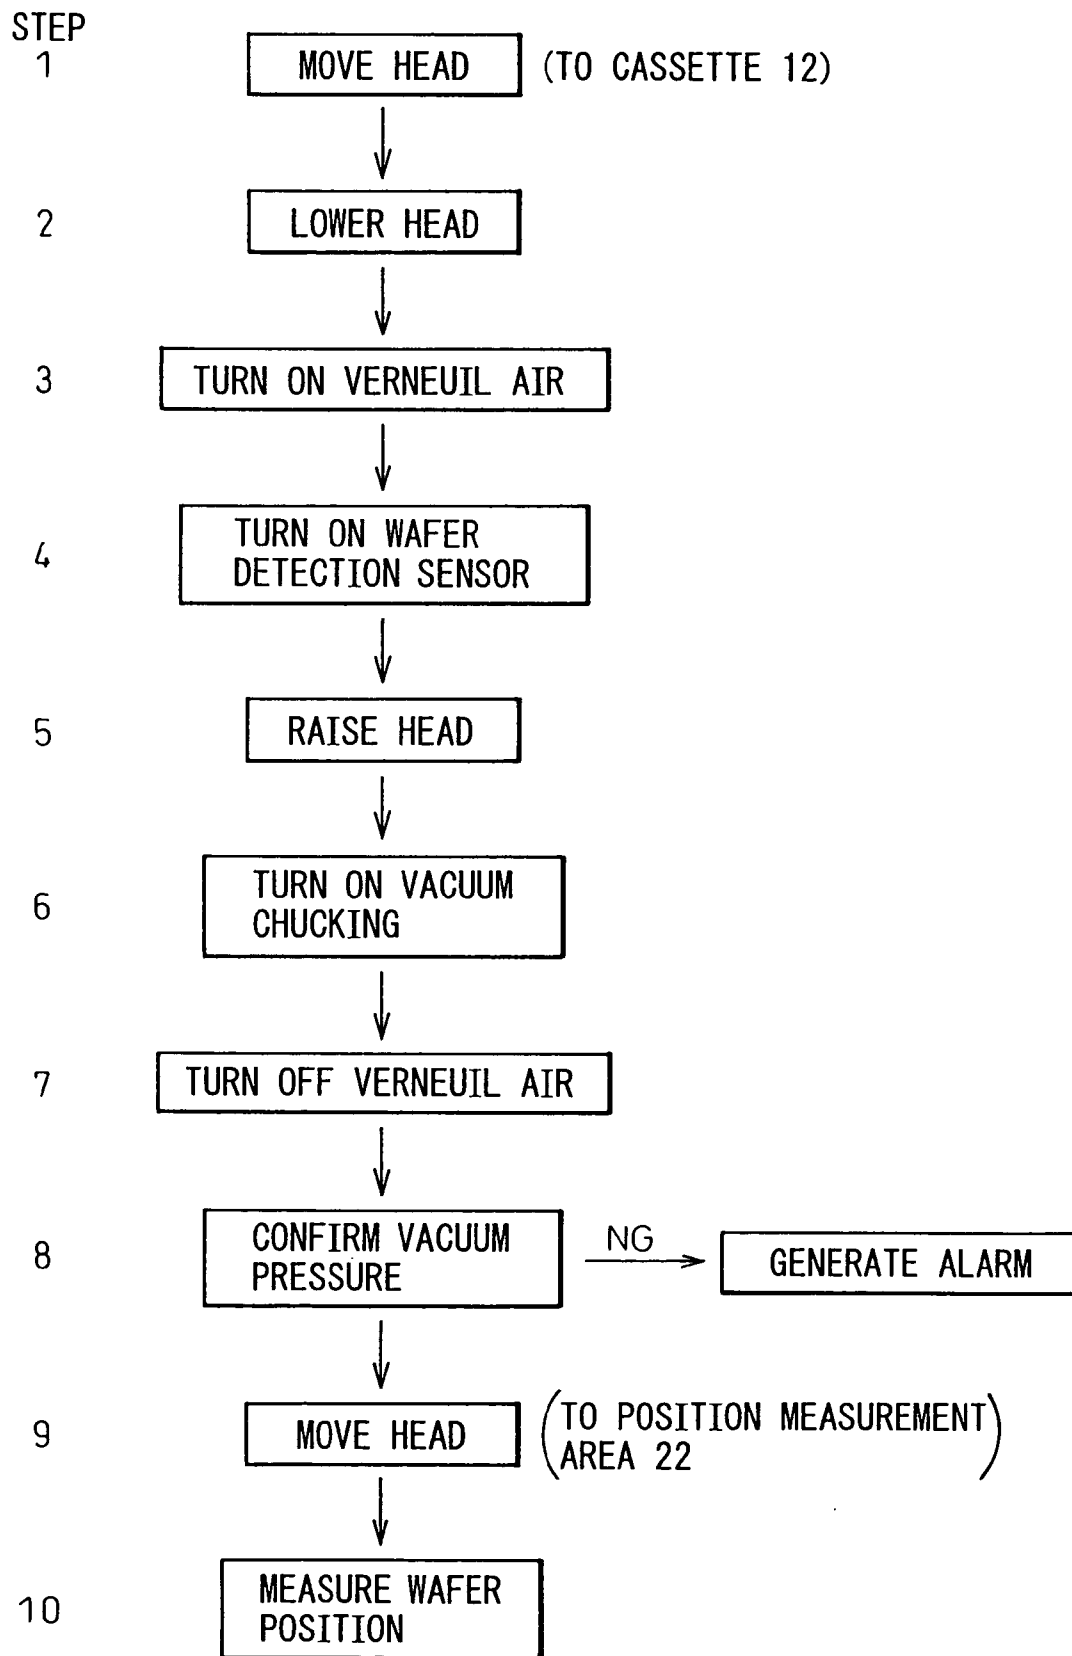 STEP
1 MOVE HEAD (TO CASSETTE 12)
2 LOWER HEAD
3 TURN ON VERNEUIL AIR
4 TURN ON WAFER
DETECTION SENSOR
5 RAISE HEAD
6 TURN ON VACUUM
CHUCKING
7 TURN OFF VERNEUIL AIR
8 CONFIRM VACUUM
PRESSURE
NG
GENERATE ALARM
9 MOVE HEAD (TO POSITION MEASUREMENT
AREA 22)
10 MEASURE WAFER
POSITION